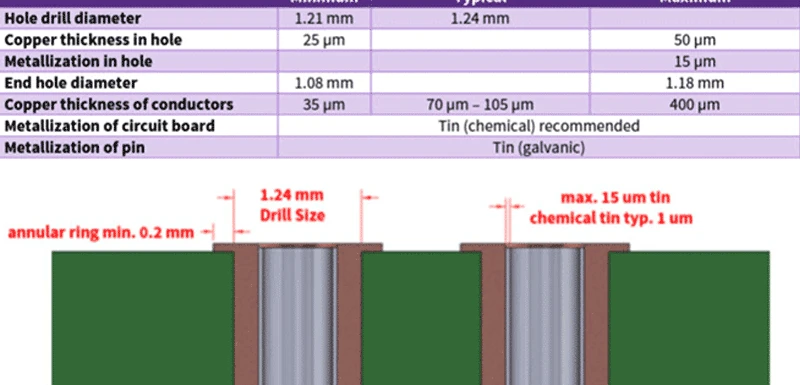 Minimum Typical Maximum
Hole drill diameter 1.21 mm 1.24 mm
Copper thickness in hole 25 µm 50 µm
Metallization in hole 15 µm
End hole diameter 1.08 mm 1.18 mm
Copper thickness of conductors 35 µm 70 µm – 105 µm 400 µm
Metallization of circuit board Tin (chemical) recommended
Metallization of pin Tin (galvanic)
1.24 mm
Drill Size
max. 15 um tin
chemical tin typ. 1 um
annular ring min. 0.2 mm